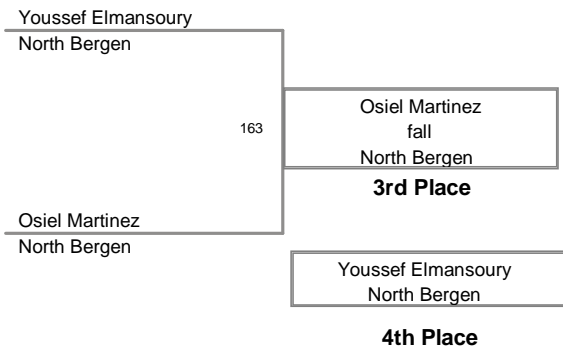 Youssef Elmansoury
North Bergen
163
Osiel Martinez
fall
North Bergen
3rd Place
Osiel Martinez
North Bergen
Youssef Elmansoury
North Bergen
4th Place